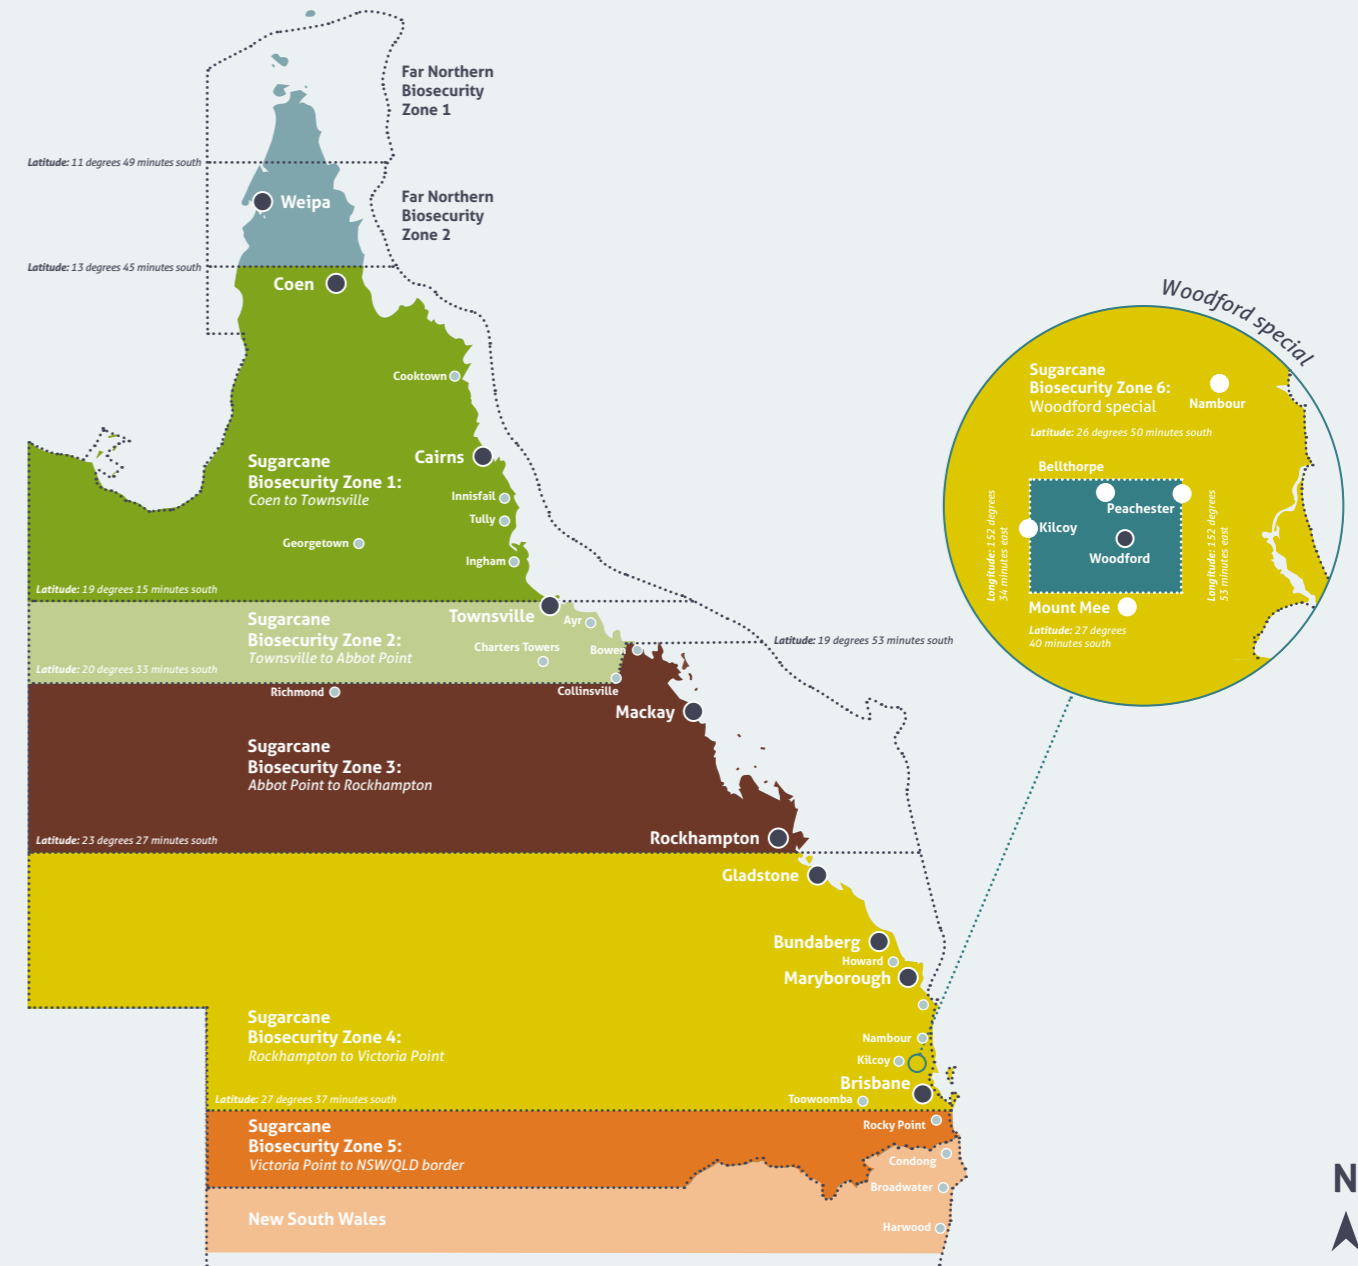 Far Northern
Biosecurity
Zone 1
Latitude: 11 degrees 49 minutes south
Weipa
Far Northern
Biosecurity
Zone 2
Latitude: 13 degrees 45 minutes south
Coen
Cooktown
Sugarcane
Biosecurity Zone 1:
Coen to Townsville
Cairns
Innisfail
Tully
Georgetown
Ingham
Latitude: 19 degrees 15 minutes south
Townsville
Ayr
Sugarcane
Biosecurity Zone 2:
Townsville to Abbot Point
Charters Towers
Bowen
Latitude: 19 degrees 53 minutes south
Latitude: 20 degrees 33 minutes south
Collinsville
Richmond
Mackay
Sugarcane
Biosecurity Zone 3:
Abbot Point to Rockhampton
Latitude: 23 degrees 27 minutes south
Rockhampton
Gladstone
Bundaberg
Howard
Maryborough
Sugarcane
Biosecurity Zone 4:
Rockhampton to Victoria Point
Nambour
Kilcoy
Brisbane
Toowoomba
Latitude: 27 degrees 37 minutes south
Sugarcane
Biosecurity Zone 5:
Victoria Point to NSW/QLD border
Rocky Point
Condong
Broadwater
New South Wales
Harwood
Woodford special
Sugarcane
Biosecurity Zone 6:
Woodford special
Nambour
Latitude: 26 degrees 50 minutes south
Bellthorpe
Peachester
Kilcoy
Woodford
Longitude: 152 degrees
34 minutes east
Longitude: 152 degrees
53 minutes east
Mount Mee
Latitude: 27 degrees
40 minutes south
N